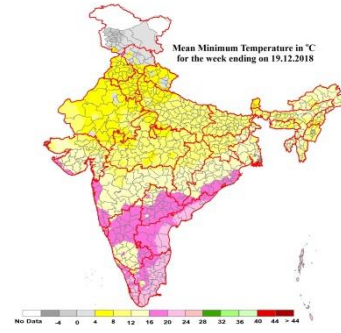 Mean Minimum Temperature in °C
for the week ending on 19.12.2018
No Data -4 0 4 8 12 16 20 24 28 32 36 40 44 > 44